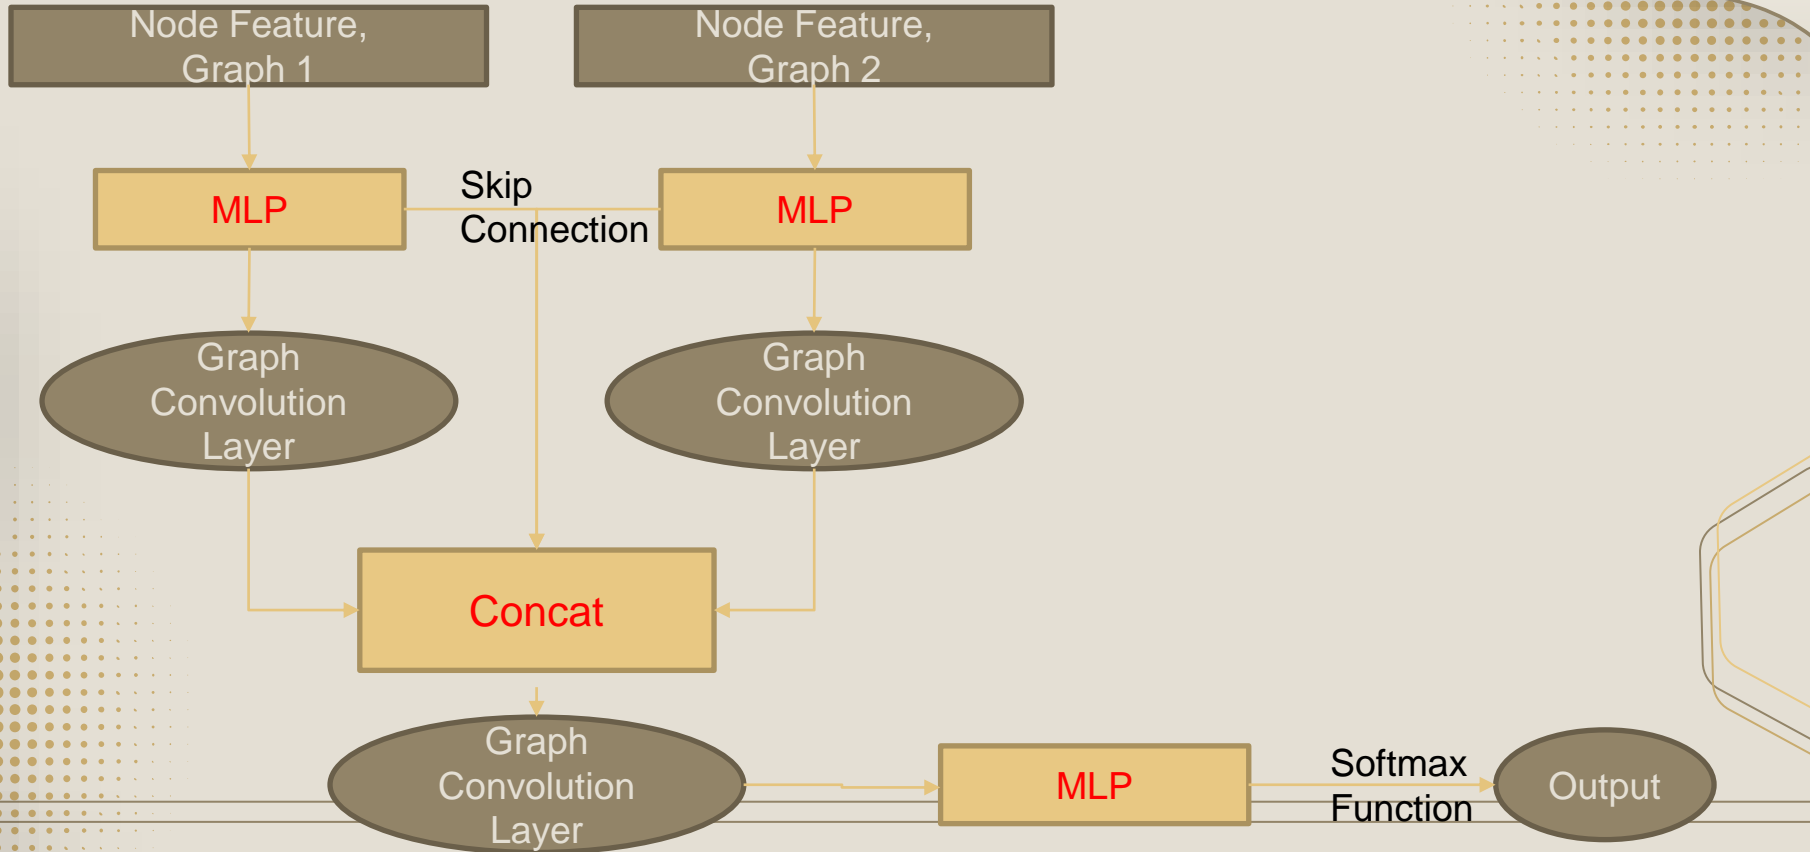 Node Feature,
Graph 1
Node Feature,
Graph 2
MLP
Skip
Connection
MLP
Graph
Convolution
Layer
Graph
Convolution
Layer
Concat
Graph
Convolution
Layer
MLP
Softmax
Function
Output